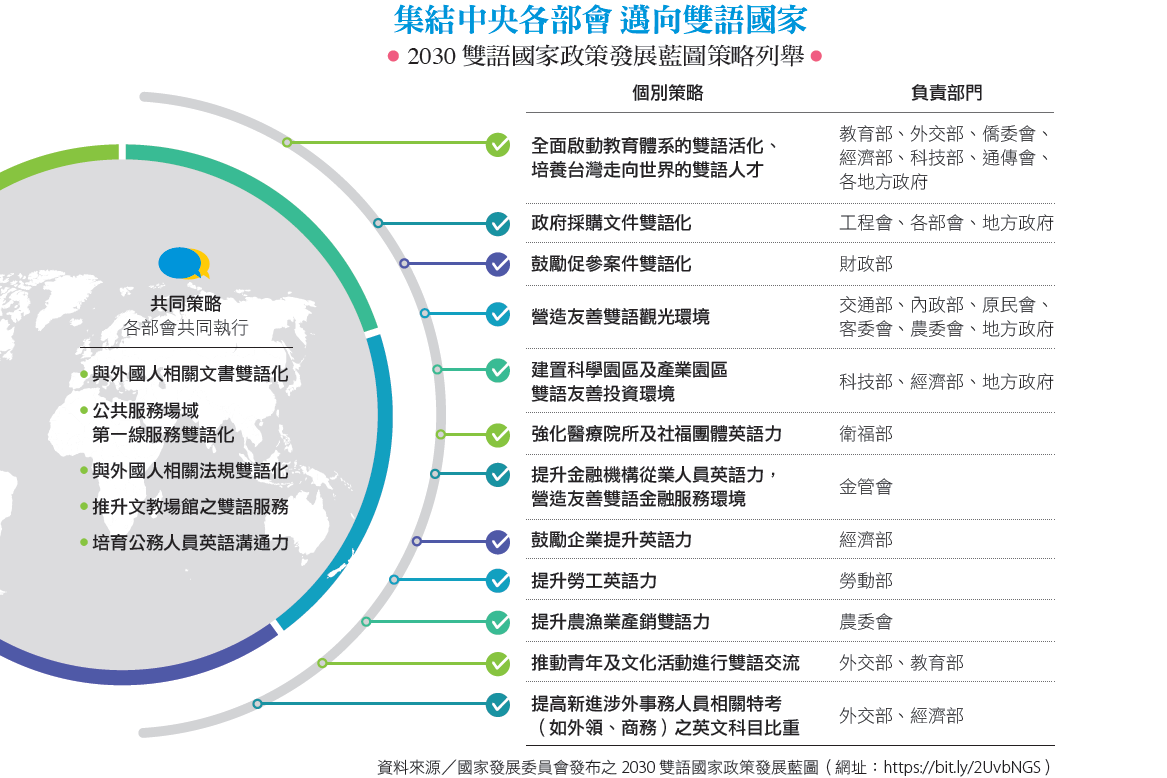 集結中央各部會 邁向雙語國家
2030 雙語國家政策發展藍圖策略列舉
共同策略
各部會共同執行
與外國人相關文書雙語化
公共服務場域
第一線服務雙語化
與外國人相關法規雙語化
推升文教場館之雙語服務
培育公務人員英語溝通力
個別策略
負責部門
全面啟動教育體系的雙語活化、
培養台灣走向世界的雙語人才
教育部、外交部、僑委會、
經濟部、科技部、通傳會、
各地方政府
政府採購文件雙語化
工程會、各部會、地方政府
鼓勵促參案件雙語化
財政部
營造友善雙語觀光環境
交通部、內政部、原民會、
客委會、農委會、地方政府
建置科學園區及產業園區
雙語友善投資環境
科技部、經濟部、地方政府
強化醫療院所及社福團體英語力
衛福部
提升金融機構從業人員英語力，
營造友善雙語金融服務環境
金管會
鼓勵企業提升英語力
經濟部
提升勞工英語力
勞動部
提升農漁業產銷雙語力
農委會
推動青年及文化活動進行雙語交流
外交部、教育部
提高新進涉外事務人員相關特考
（如外領、商務）之英文科目比重
外交部、經濟部
資料來源／國家發展委員會發布之 2030 雙語國家政策發展藍圖（網址：https://bit.ly/2UvbNGS）